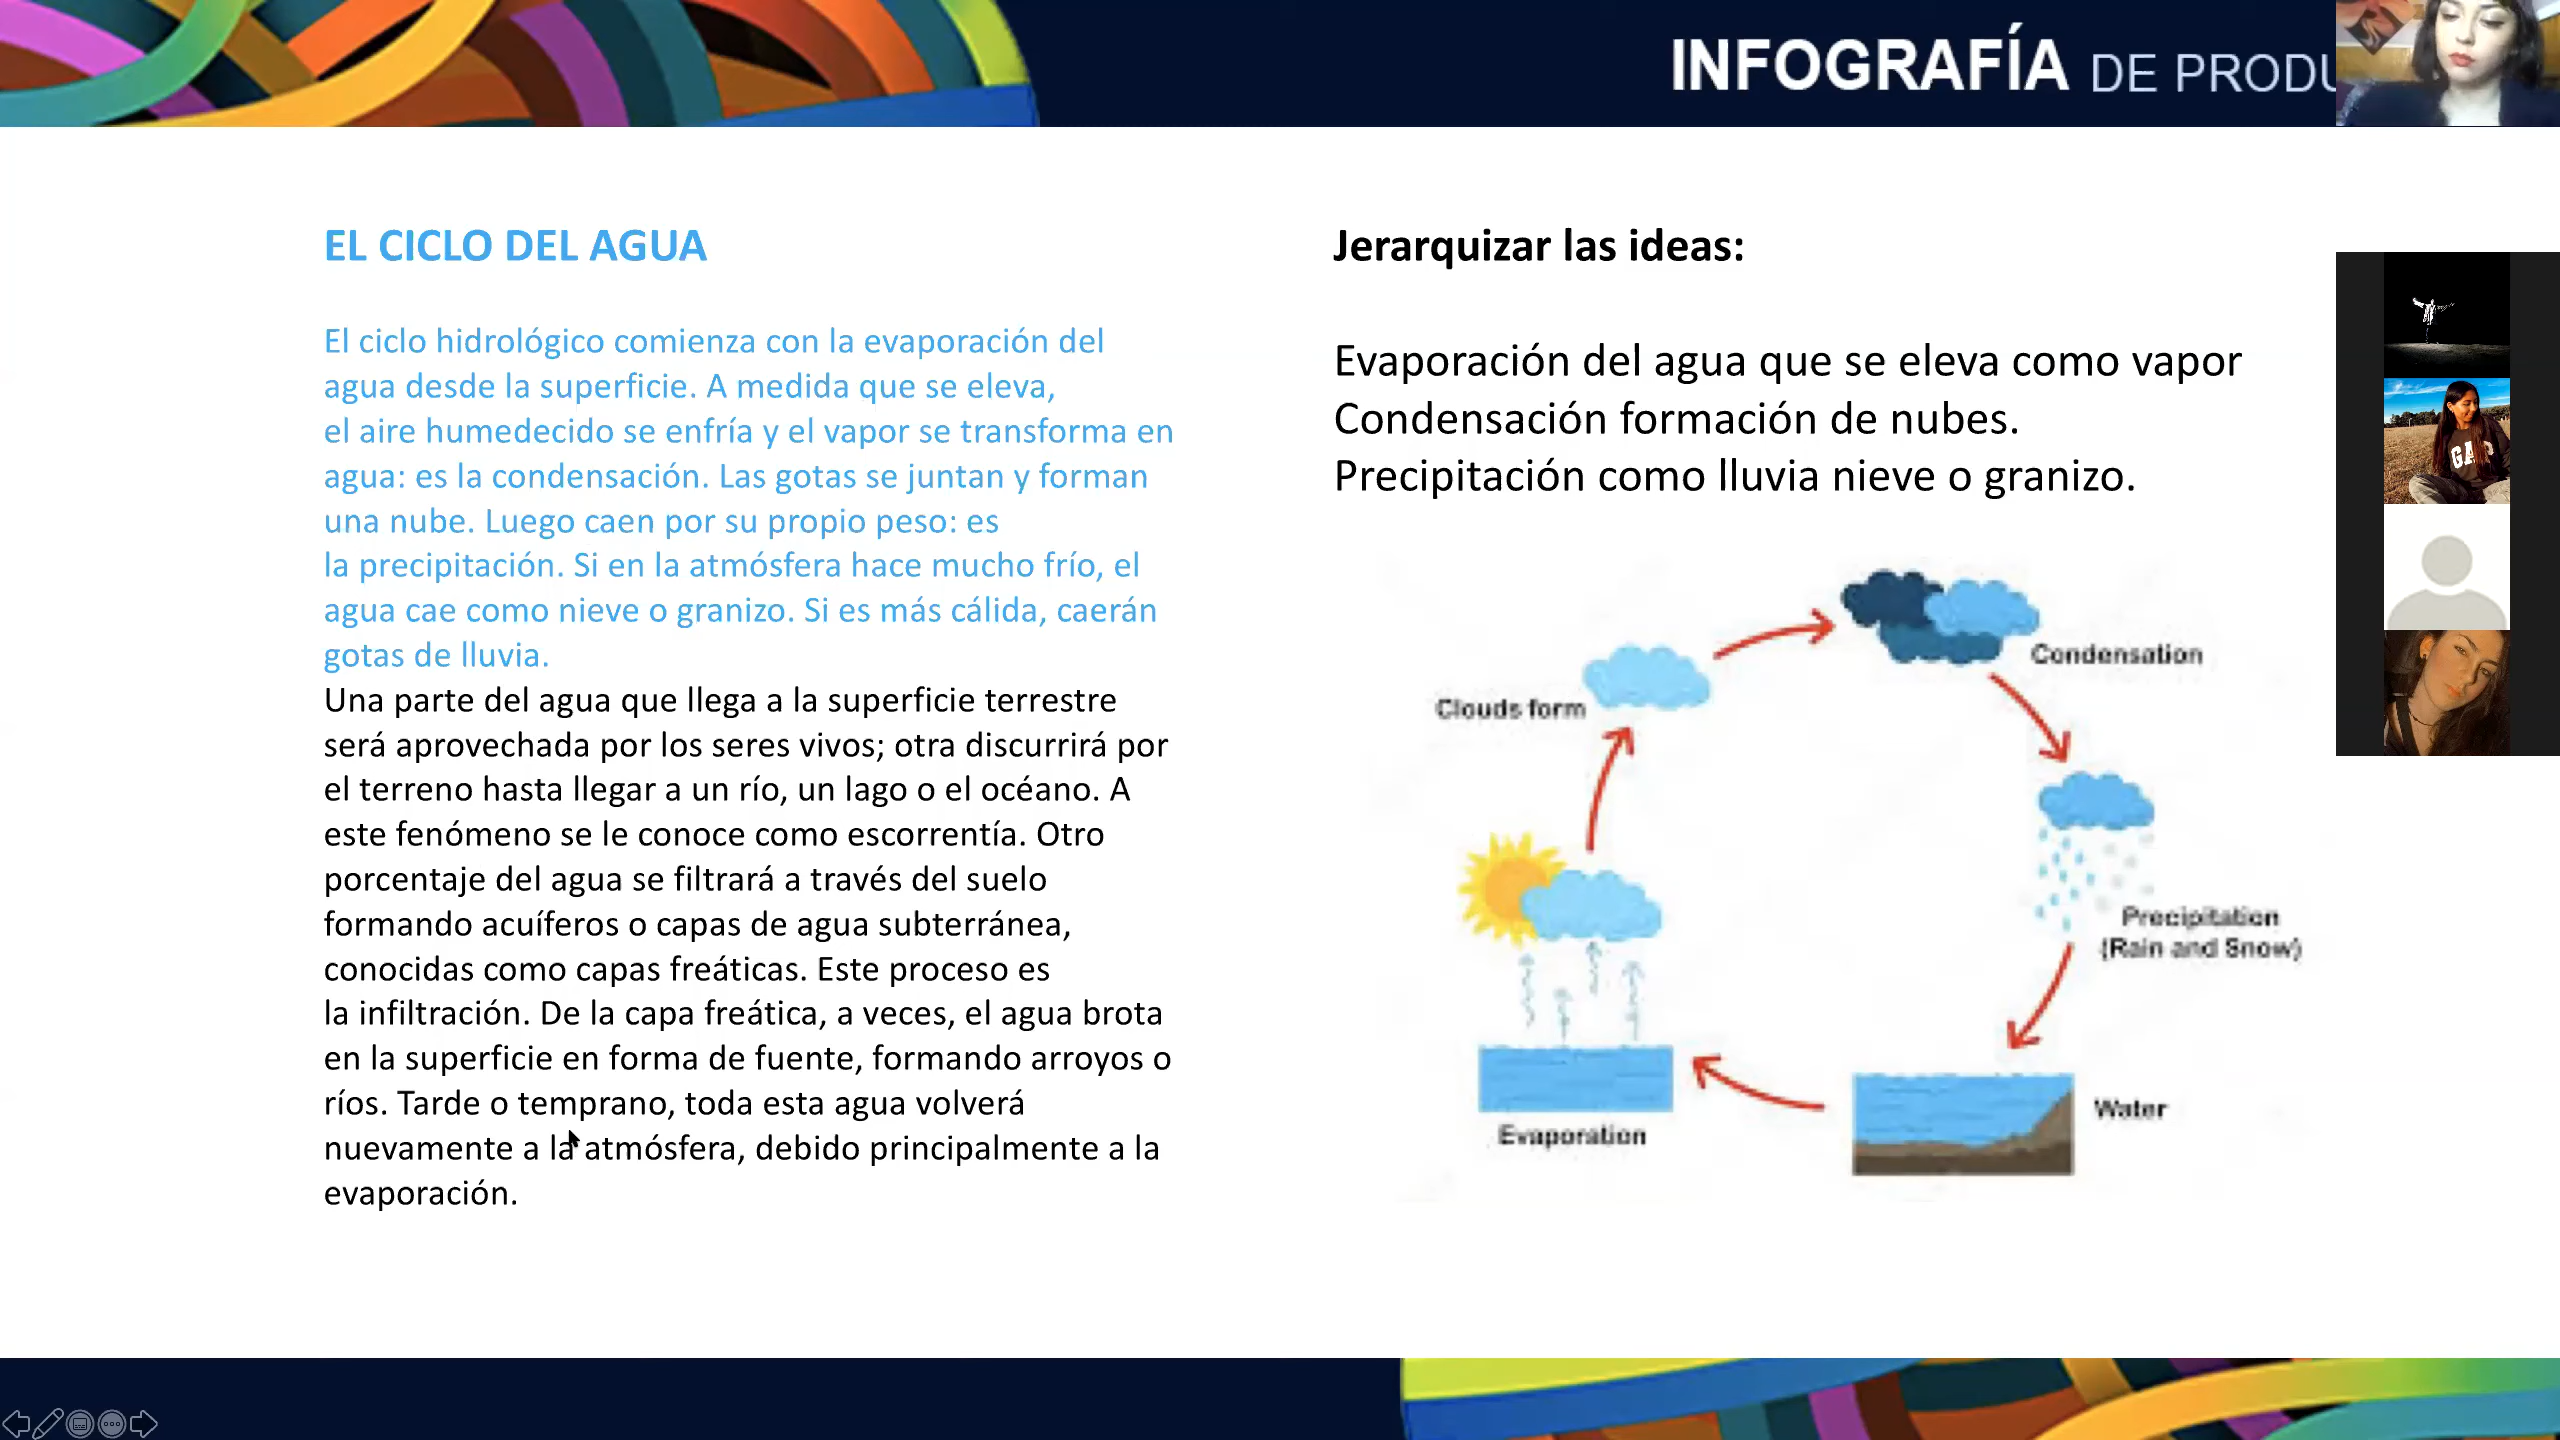 INFOGRAFÍA DE PRODU
EL CICLO DEL AGUA
El ciclo hidrológico comienza con la evaporación del
agua desde la superficie. A medida que se eleva,
el aire humedecido se enfría y el vapor se transforma en
agua: es la condensación. Las gotas se juntan y forman
una nube. Luego caen por su propio peso: es
la precipitación. Si en la atmósfera hace mucho frío, el
agua cae como nieve o granizo. Si es más cálida, caerán
gotas de lluvia.
Una parte del agua que llega a la superficie terrestre
será aprovechada por los seres vivos; otra discurrirá por
el terreno hasta llegar a un río, un lago o el océano. A
este fenómeno se le conoce como escorrentía. Otro
porcentaje del agua se filtrará a través del suelo
formando acuíferos o capas de agua subterránea,
conocidas como capas freáticas. Este proceso es
la infiltración. De la capa freática, a veces, el agua brota
en la superficie en forma de fuente, formando arroyos o
ríos. Tarde o temprano, toda esta agua volverá
nuevamente a la atmósfera, debido principalmente a la
evaporación.
Jerarquizar las ideas:
Evaporación del agua que se eleva como vapor
Condensación formación de nubes.
Precipitación como lluvia nieve o granizo.
Condensation
Clouds form
Precipitation
(Rain and Snow)
Water
Evaporation